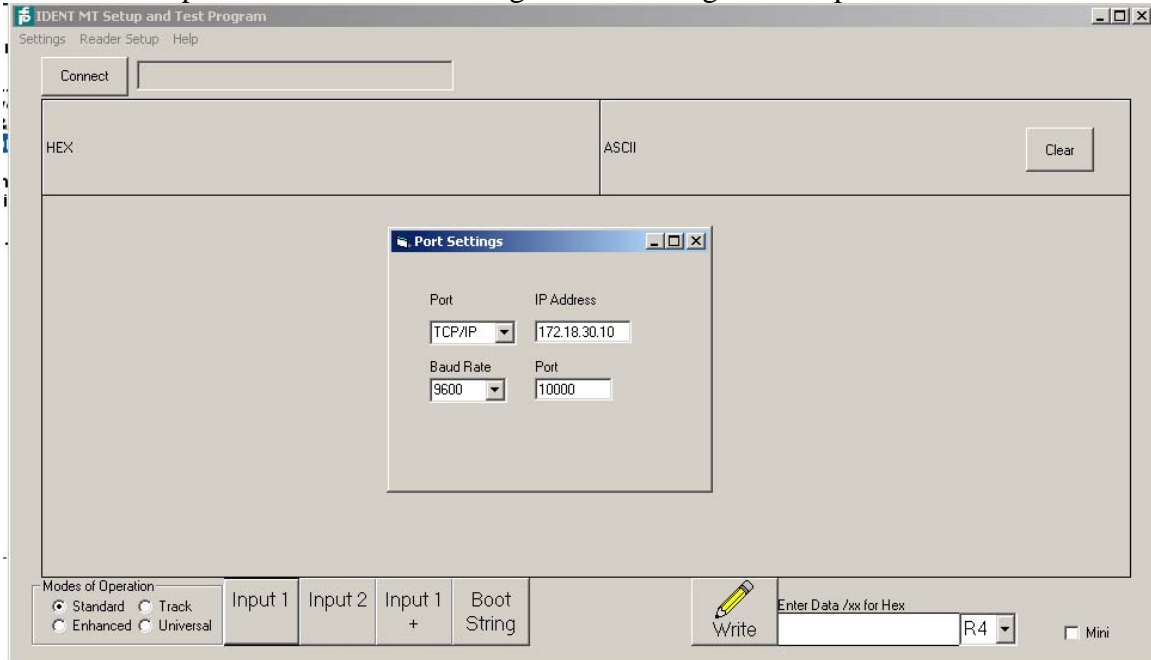 IDENT MT Setup and Test Program
Settings Reader Setup Help
Connect
HEX
ASCII
Clear
Port Settings
Port IP Address
TCP/IP 172.18.30.10
Baud Rate Port
9600 10000
Modes of Operation
Standard Track
Enhanced Universal
Input 1
Input 2
Input 1 +
Boot
String
Write
Enter Data /xx for Hex
R4
Mini